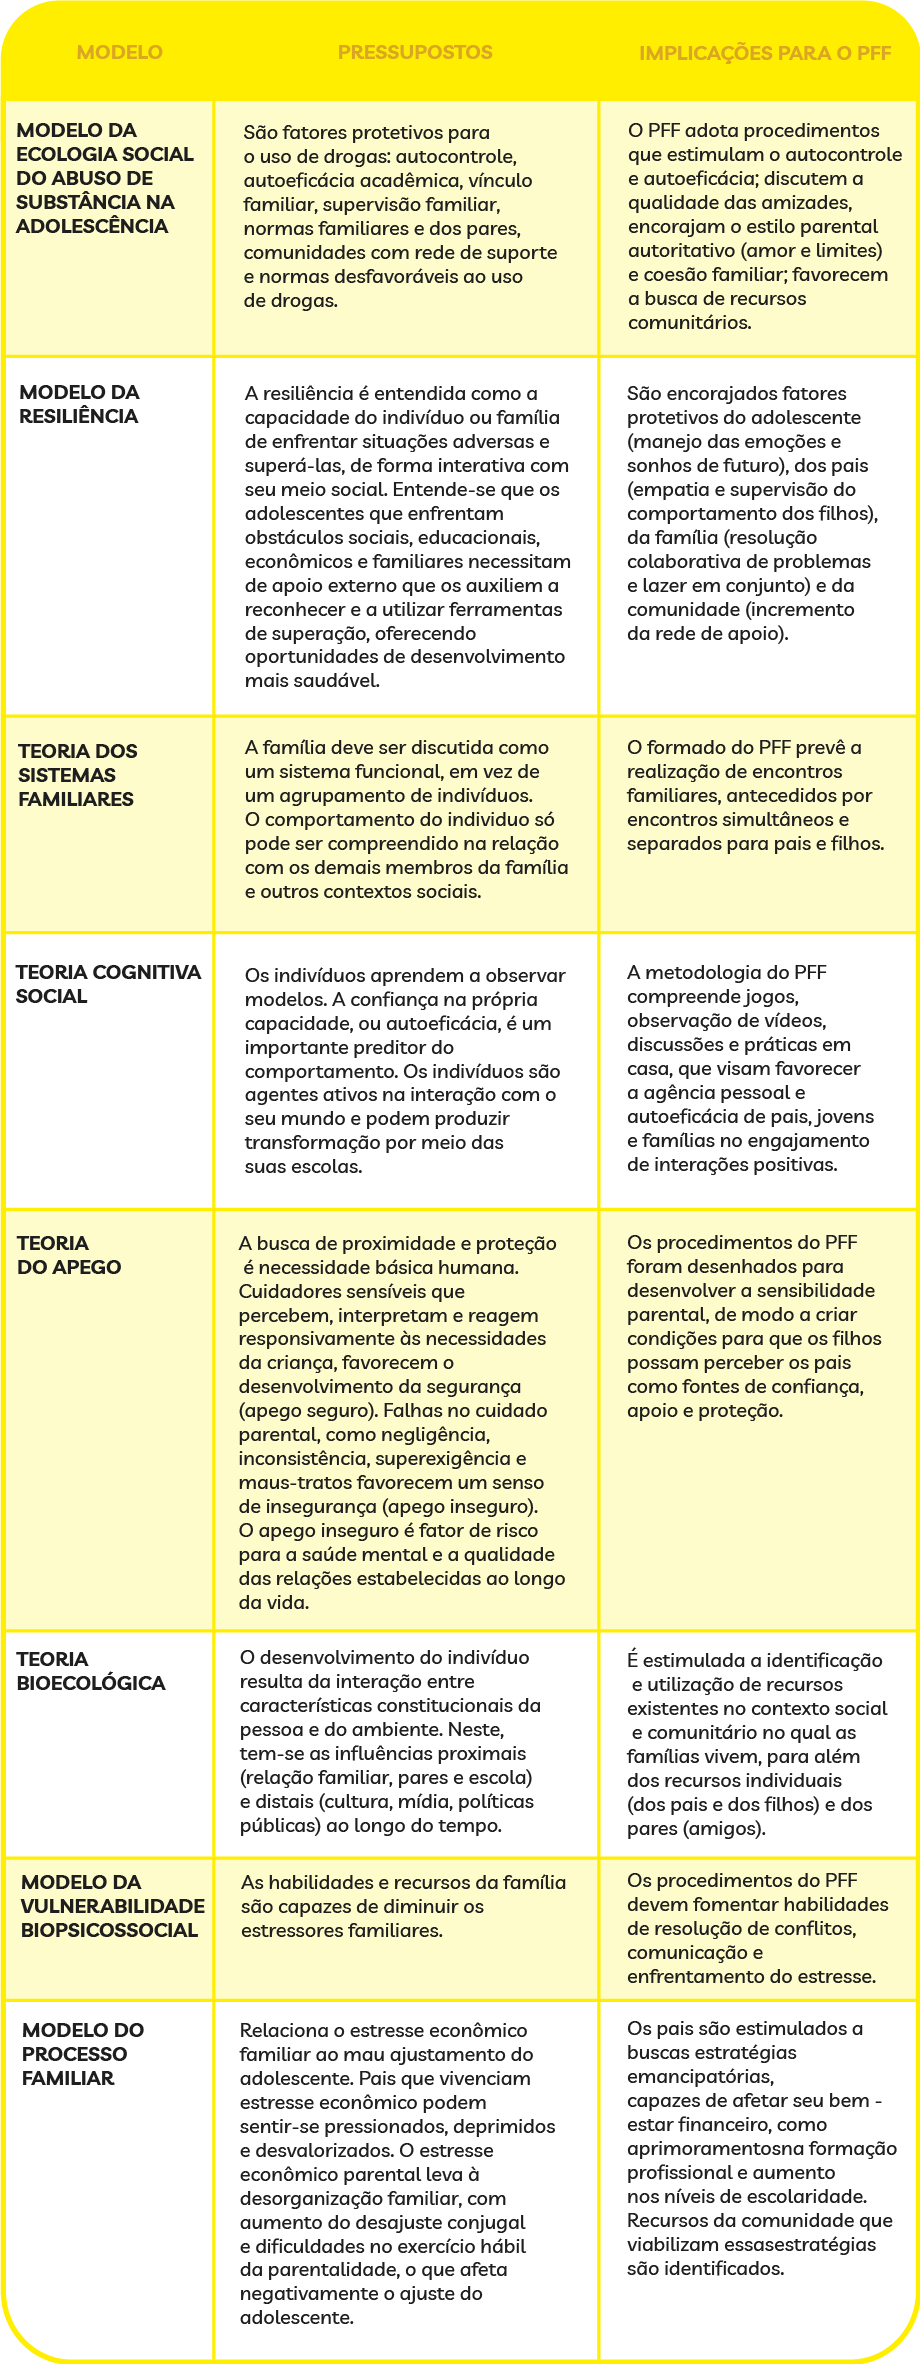 MODELO
PRESSUPOSTOS
IMPLICAÇÕES PARA O PFF
MODELO DA
ECOLOGIA SOCIAL
DO ABUSO DE
SUBSTÂNCIA NA
ADOLESCÊNCIA
São fatores protetivos para
o uso de drogas: autocontrole,
autoeficácia acadêmica, vínculo
familiar, supervisão familiar,
normas familiares e dos pares,
comunidades com rede de suporte
e normas desfavoráveis ao uso
de drogas.
O PFF adota procedimentos
que estimulam o autocontrole
e autoeficácia; discutem a
qualidade das amizades,
encorajam o estilo parental
autoritativo (amor e limites)
e coesão familiar; favorecem
a busca de recursos
comunitários.
MODELO DA
RESILIÊNCIA
A resiliência é entendida como a
capacidade do indivíduo ou família
de enfrentar situações adversas e
superá-las, de forma interativa com
seu meio social. Entende-se que os
adolescentes que enfrentam
obstáculos sociais, educacionais,
econômicos e familiares necessitam
de apoio externo que os auxiliem a
reconhecer e a utilizar ferramentas
de superação, oferecendo
oportunidades de desenvolvimento
mais saudável.
São encorajados fatores
protetivos do adolescente
(manejo das emoções e
sonhos de futuro), dos pais
(empatia e supervisão do
comportamento dos filhos),
da família (resolução
colaborativa de problemas
e lazer em conjunto) e da
comunidade (incremento
da rede de apoio).
TEORIA DOS
SISTEMAS
FAMILIARES
A família deve ser discutida como
um sistema funcional, em vez de
um agrupamento de indivíduos.
O comportamento do individuo só
pode ser compreendido na relação
com os demais membros da família
e outros contextos sociais.
O formado do PFF prevê a
realização de encontros
familiares, antecedidos por
encontros simultâneos e
separados para pais e filhos.
TEORIA COGNITIVA
SOCIAL
Os indivíduos aprendem a observar
modelos. A confiança na própria
capacidade, ou autoeficácia, é um
importante preditor do
comportamento. Os indivíduos são
agentes ativos na interação com o
seu mundo e podem produzir
transformação por meio das
suas escolas.
A metodologia do PFF
compreende jogos,
observação de vídeos,
discussões e práticas em
casa, que visam favorecer
a agência pessoal e
autoeficácia de pais, jovens
e famílias no engajamento
de interações positivas.
TEORIA
DO APEGO
A busca de proximidade e proteção
é necessidade básica humana.
Cuidadores sensíveis que
percebem, interpretam e reagem
responsivamente às necessidades
da criança, favorecem o
desenvolvimento da segurança
(apego seguro). Falhas no cuidado
parental, como negligência,
inconsistência, superexigência e
maus-tratos favorecem um senso
de insegurança (apego inseguro).
O apego inseguro é fator de risco
para a saúde mental e a qualidade
das relações estabelecidas ao longo
da vida.
Os procedimentos do PFF
foram desenhados para
desenvolver a sensibilidade
parental, de modo a criar
condições para que os filhos
possam perceber os pais
como fontes de confiança,
apoio e proteção.
TEORIA
BIOECOLÓGICA
O desenvolvimento do indivíduo
resulta da interação entre
características constitucionais da
pessoa e do ambiente. Neste,
tem-se as influências proximais
(relação familiar, pares e escola)
e distais (cultura, mídia, políticas
públicas) ao longo do tempo.
É estimulada a identificação
e utilização de recursos
existentes no contexto social
e comunitário no qual as
famílias vivem, para além
dos recursos individuais
(dos pais e dos filhos) e dos
pares (amigos).
MODELO DA
VULNERABILIDADE
BIOPSICOSSOCIAL
As habilidades e recursos da família
são capazes de diminuir os
estressores familiares.
Os procedimentos do PFF
devem fomentar habilidades
de resolução de conflitos,
comunicação e
enfrentamento do estresse.
MODELO DO
PROCESSO
FAMILIAR
Relaciona o estresse econômico
familiar ao mau ajustamento do
adolescente. Pais que vivenciam
estresse econômico podem
sentir-se pressionados, deprimidos
e desvalorizados. O estresse
econômico parental leva à
desorganização familiar, com
aumento do desajuste conjugal
e dificuldades no exercício hábil
da parentalidade, o que afeta
negativamente o ajuste do
adolescente.
Os pais são estimulados a
buscas estratégias
emancipatórias,
capazes de afetar seu bem -
estar financeiro, como
aprimoramentosna formação
profissional e aumento
nos níveis de escolaridade.
Recursos da comunidade que
viabilizam essasestratégias
são identificados.